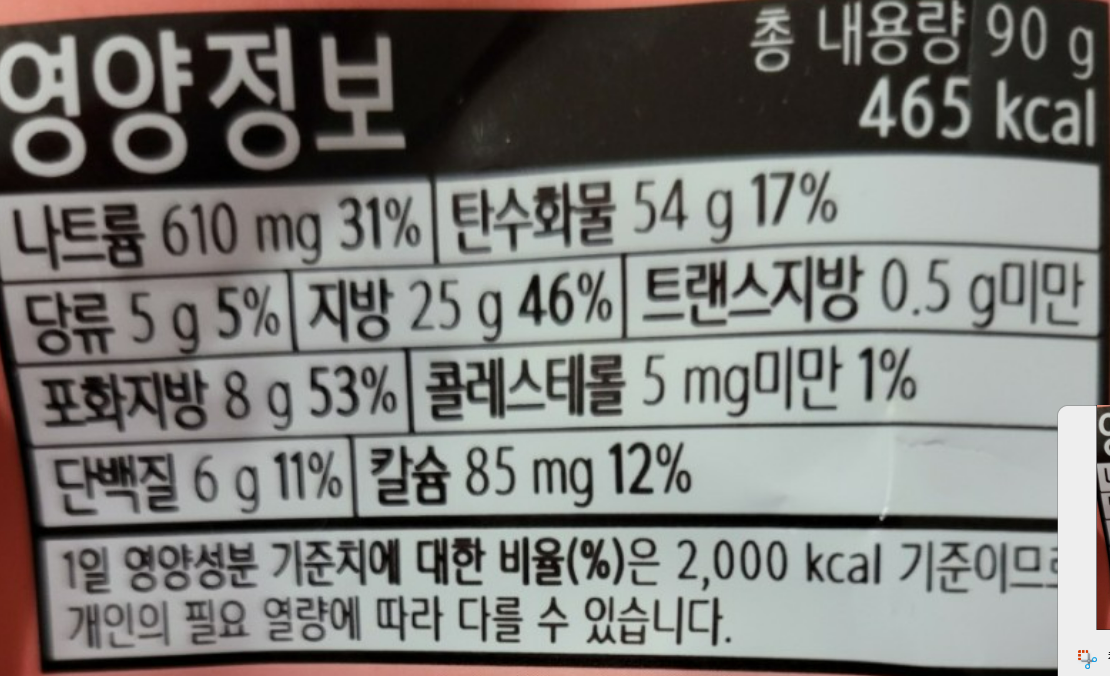 영양정보
총 내용량 90 g
465 kcal
나트륨 610 mg 31% 탄수화물 54 g 17%
당류 5 g 5% 지방 25 g 46% 트랜스지방 0.5 g미만
포화지방 8 g 53% 콜레스테롤 5 mg미만 1%
단백질 6 g 11% 칼슘 85 mg 12%
1일 영양성분 기준치에 대한 비율(%)은 2,000 kcal 기준이므로
개인의 필요 열량에 따라 다를 수 있습니다.